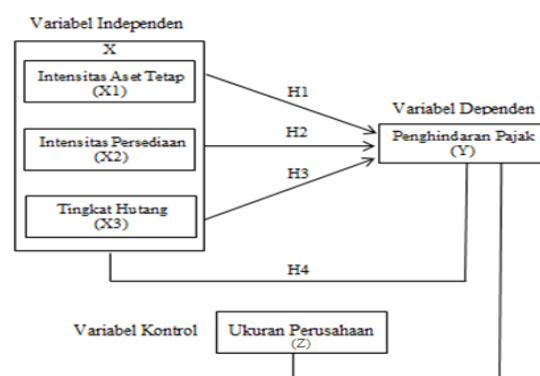 Variabel Independen
X
Intensitas Aset Tetap
(X1)
H1
Variabel Dependen
Intensitas Persediaan
(X2)
H2
Penghindaran Pajak
(Y)
H3
Tingkat Hutang
(X3)
H4
Variabel Kontrol
Ukuran Perusahaan
(Z)